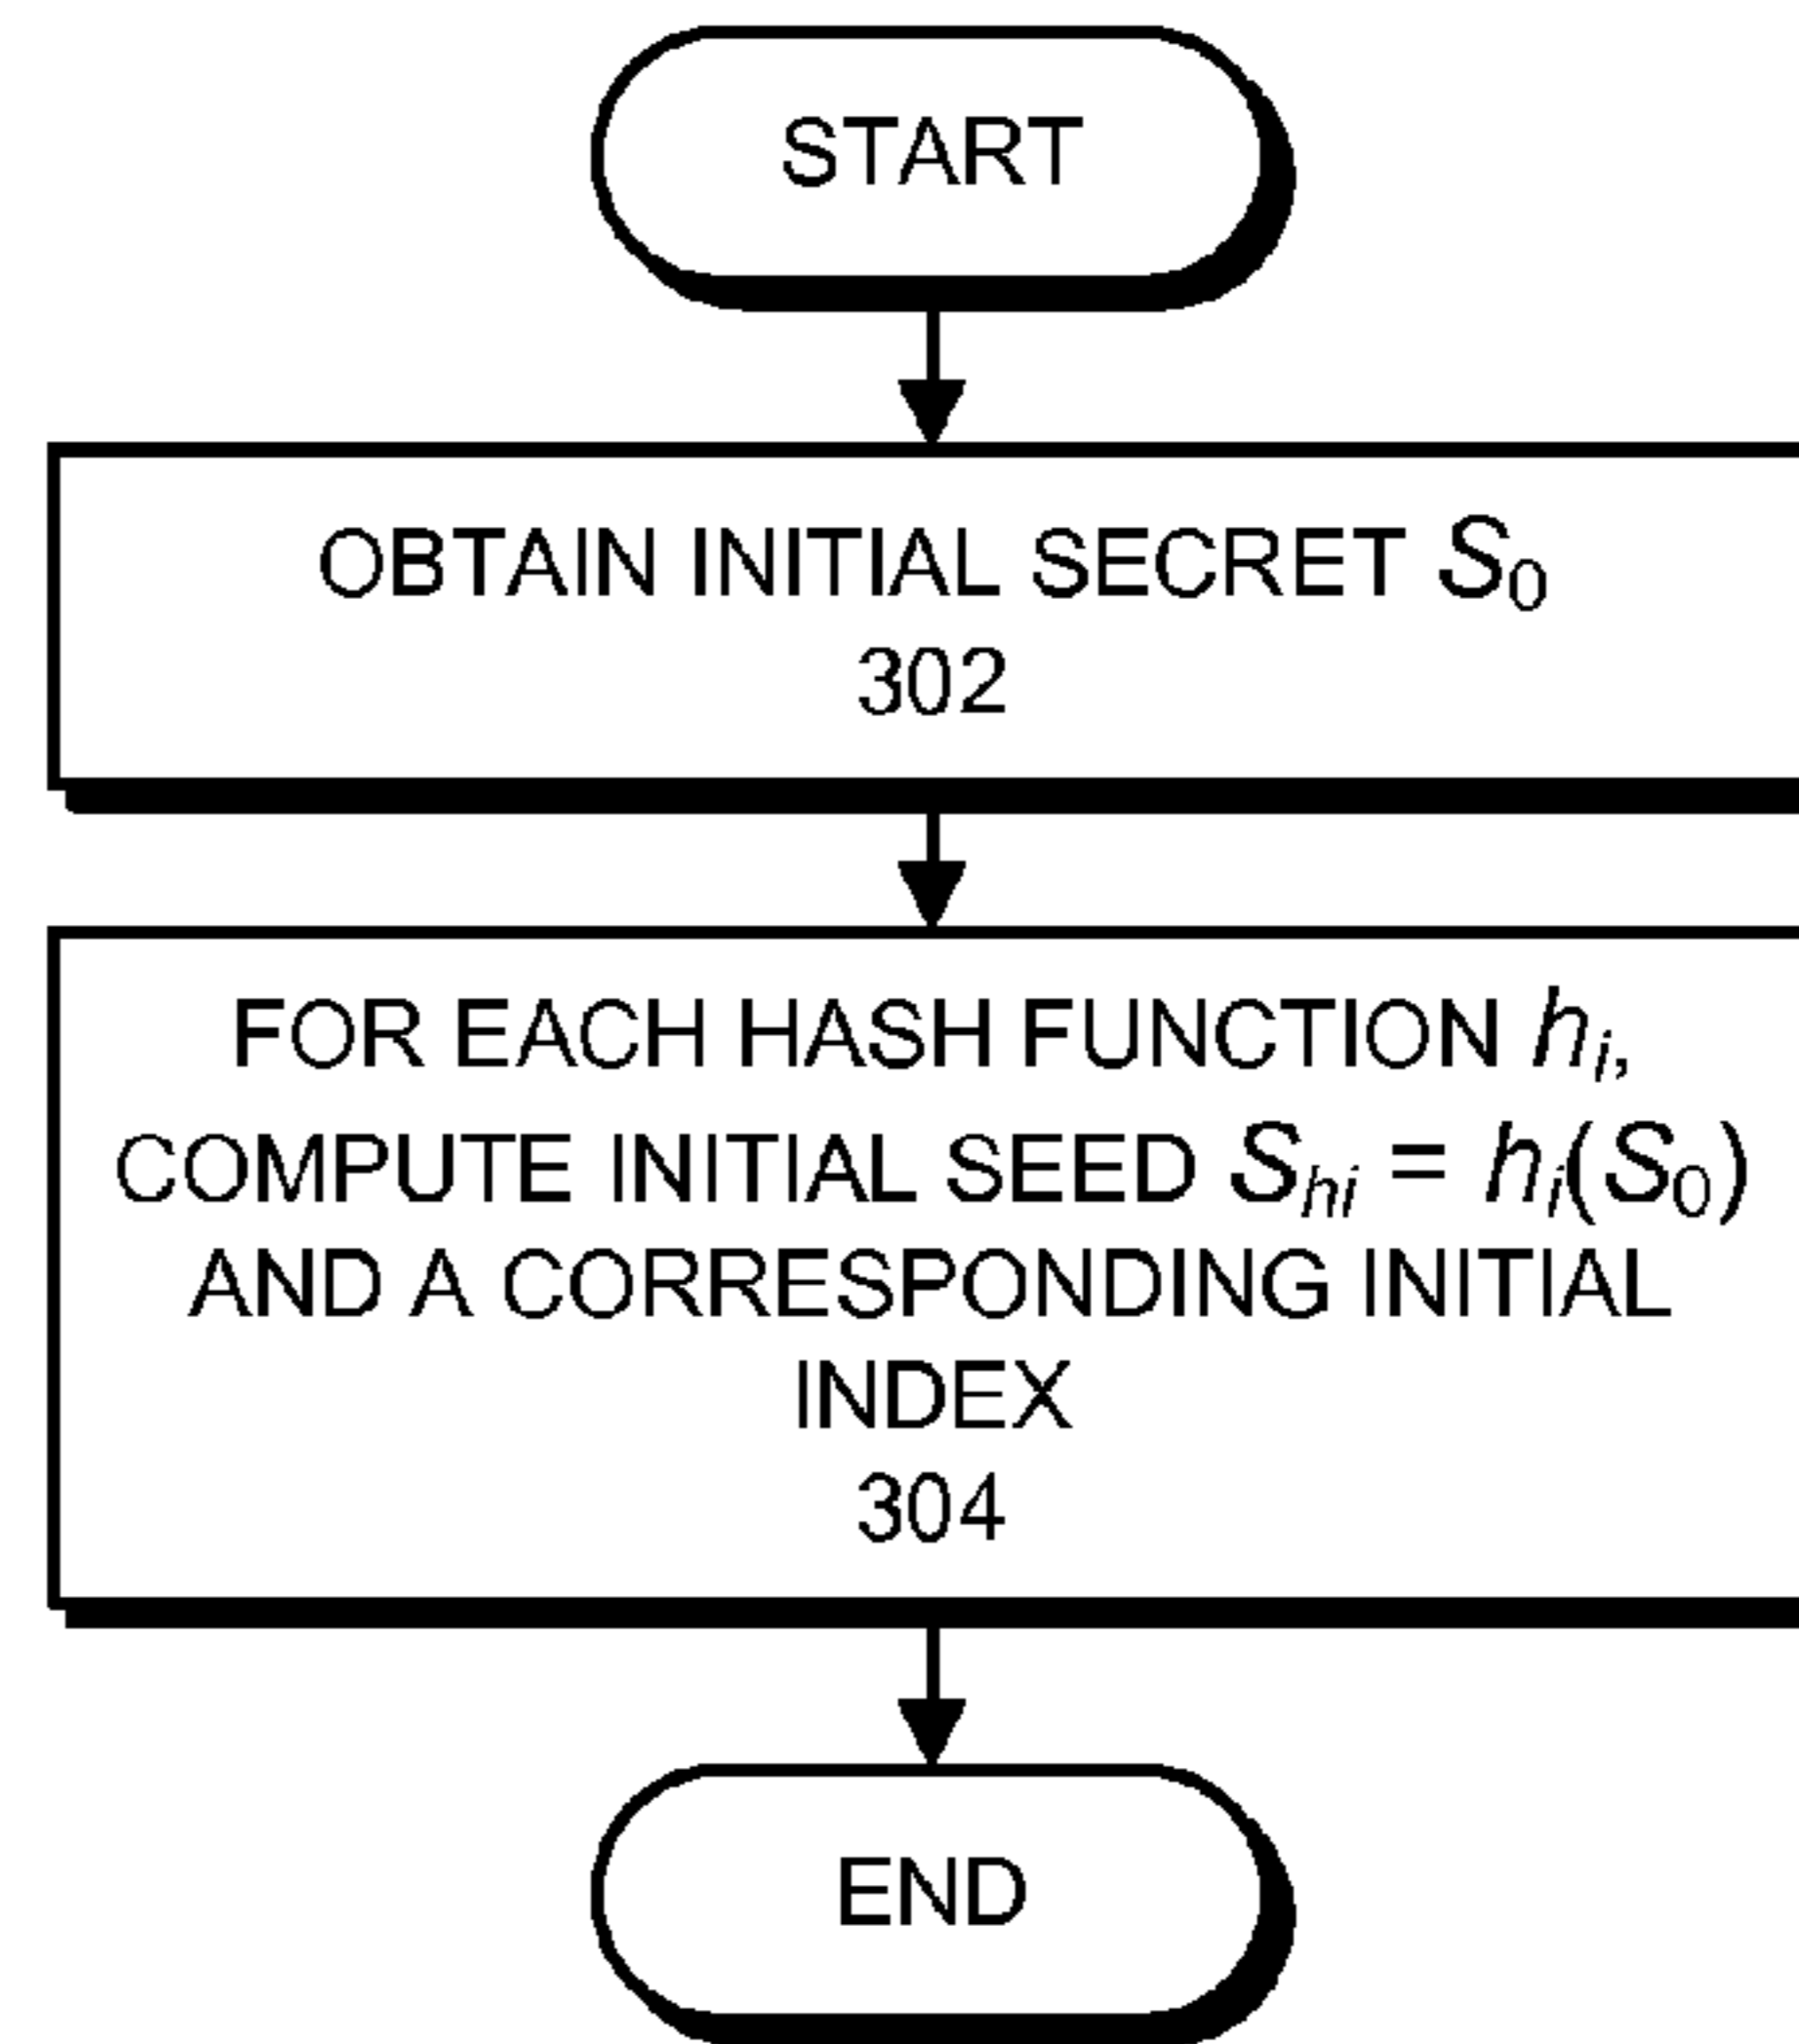 START
OBTAIN INITIAL SECRET S₀
302
FOR EACH HASH FUNCTION hᵢ,
COMPUTE INITIAL SEED Sₕᵢ = hᵢ(S₀)
AND A CORRESPONDING INITIAL
INDEX
304
END